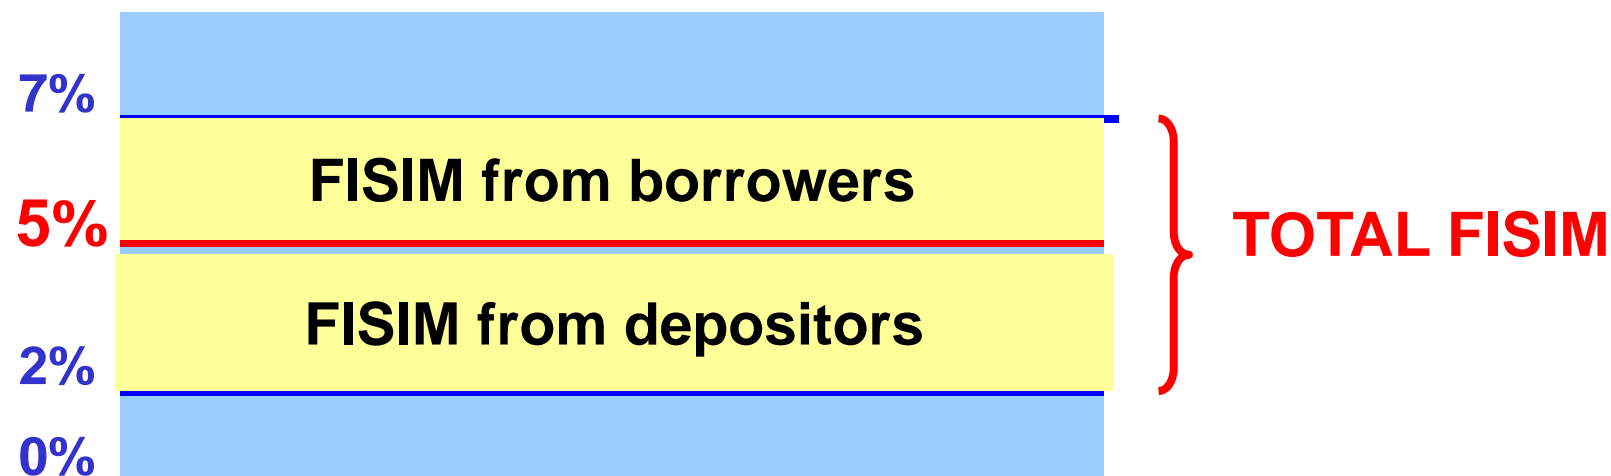 7%
FISIM from borrowers
5%
TOTAL FISIM
FISIM from depositors
2%
0%